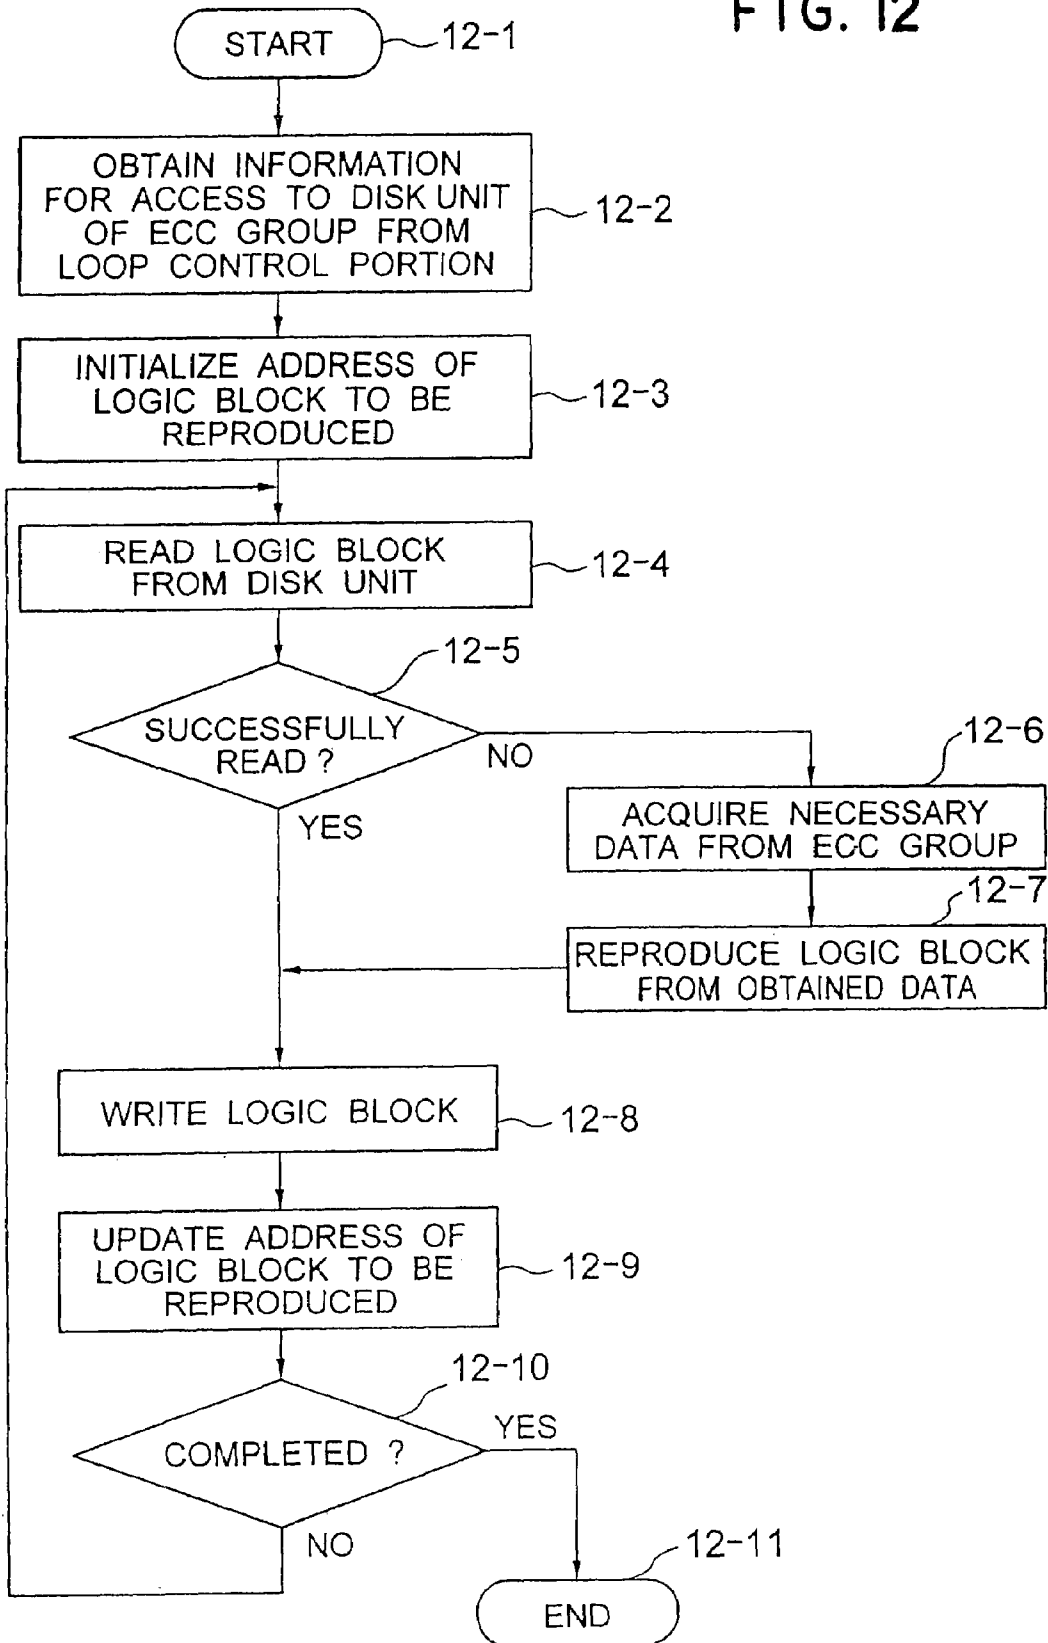 FIG. 12
START
12-1
OBTAIN INFORMATION
FOR ACCESS TO DISK UNIT
OF ECC GROUP FROM
LOOP CONTROL PORTION
12-2
INITIALIZE ADDRESS OF
LOGIC BLOCK TO BE
REPRODUCED
12-3
READ LOGIC BLOCK
FROM DISK UNIT
12-4
12-5
SUCCESSFULLY
READ ?
NO
YES
12-6
ACQUIRE NECESSARY
DATA FROM ECC GROUP
12-7
REPRODUCE LOGIC BLOCK
FROM OBTAINED DATA
WRITE LOGIC BLOCK
12-8
UPDATE ADDRESS OF
LOGIC BLOCK TO BE
REPRODUCED
12-9
12-10
COMPLETED ?
YES
NO
12-11
END